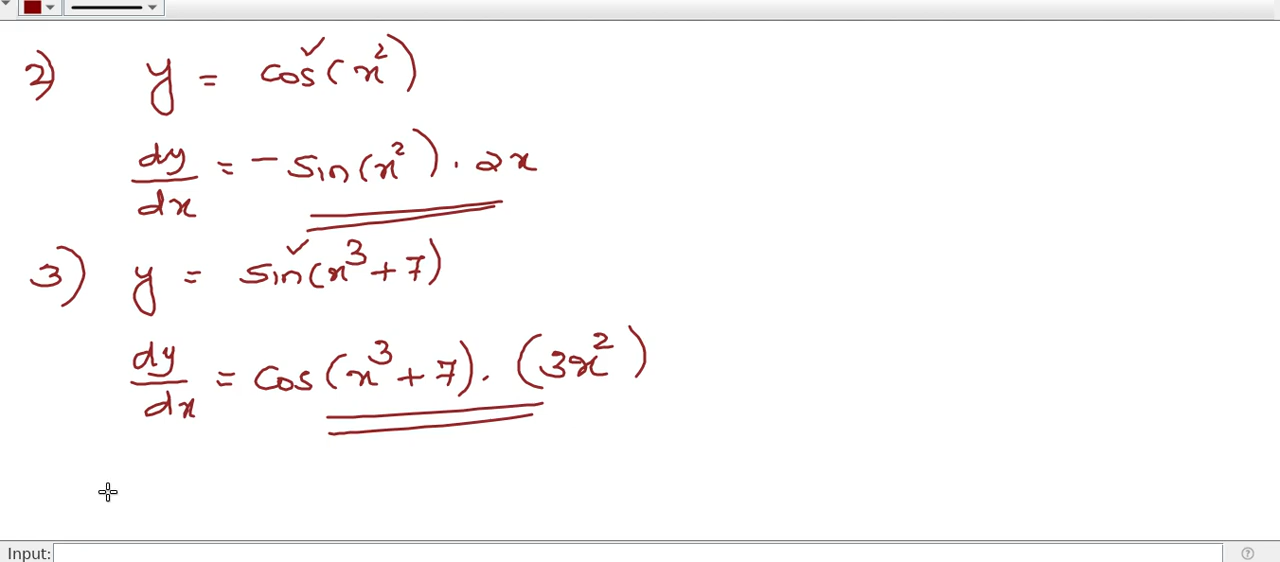 2) y = cos(x²)
dy/dx = -sin(x²) . 2x
3) y = sin(x³+7)
dy/dx = cos(x³+7) . (3x²)
Input: